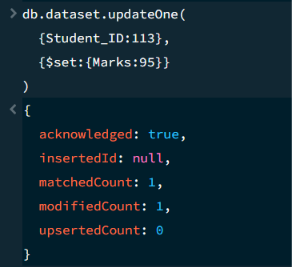 > db.dataset.updateOne(
{Student_ID:113},
{$set:{Marks:95}}
)
< {
acknowledged: true,
insertedId: null,
matchedCount: 1,
modifiedCount: 1,
upsertedCount: 0
}